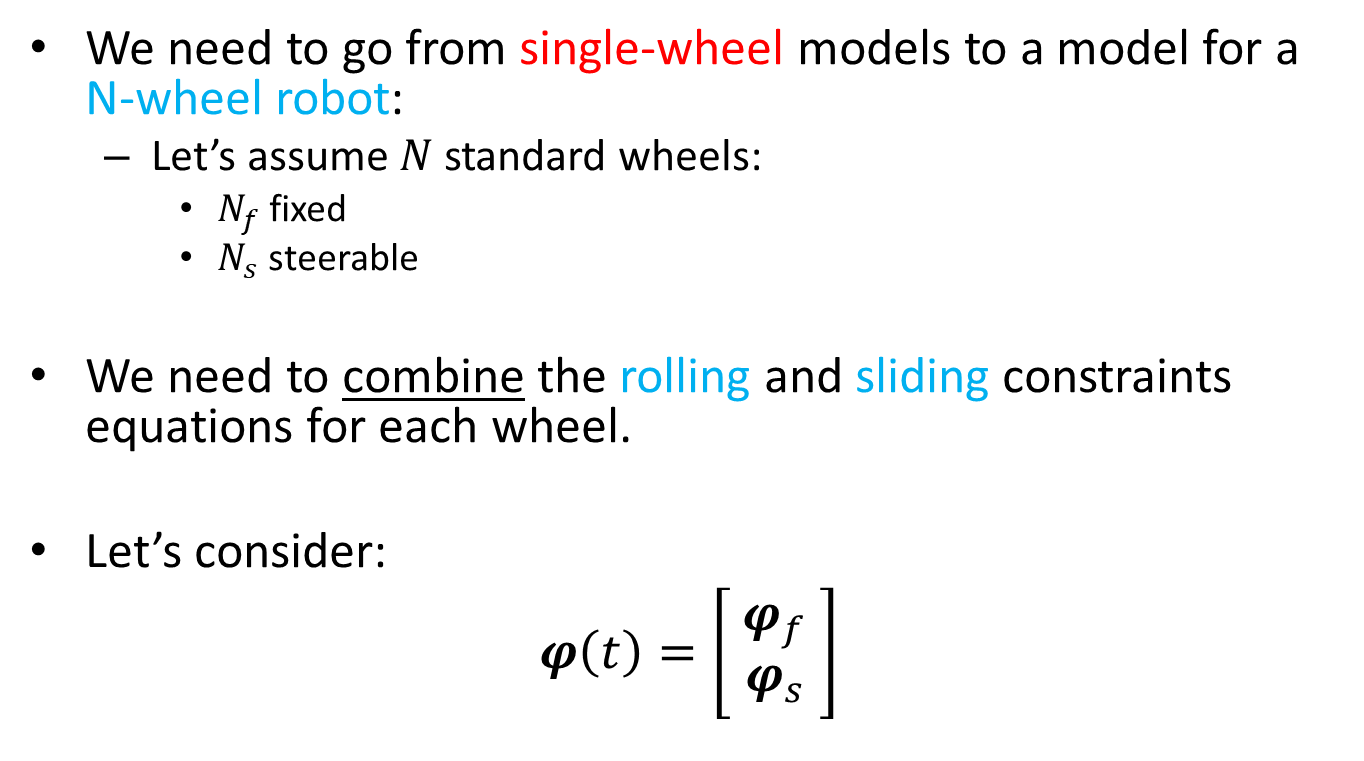 • We need to go from single-wheel models to a model for a
N-wheel robot:
– Let’s assume 𝑁 standard wheels:
• 𝑁_𝑓 fixed
• 𝑁_𝑠 steerable
• We need to combine the rolling and sliding constraints
equations for each wheel.
• Let’s consider:
𝝋(𝑡) = [𝝋_𝑓
𝝋_𝑠]